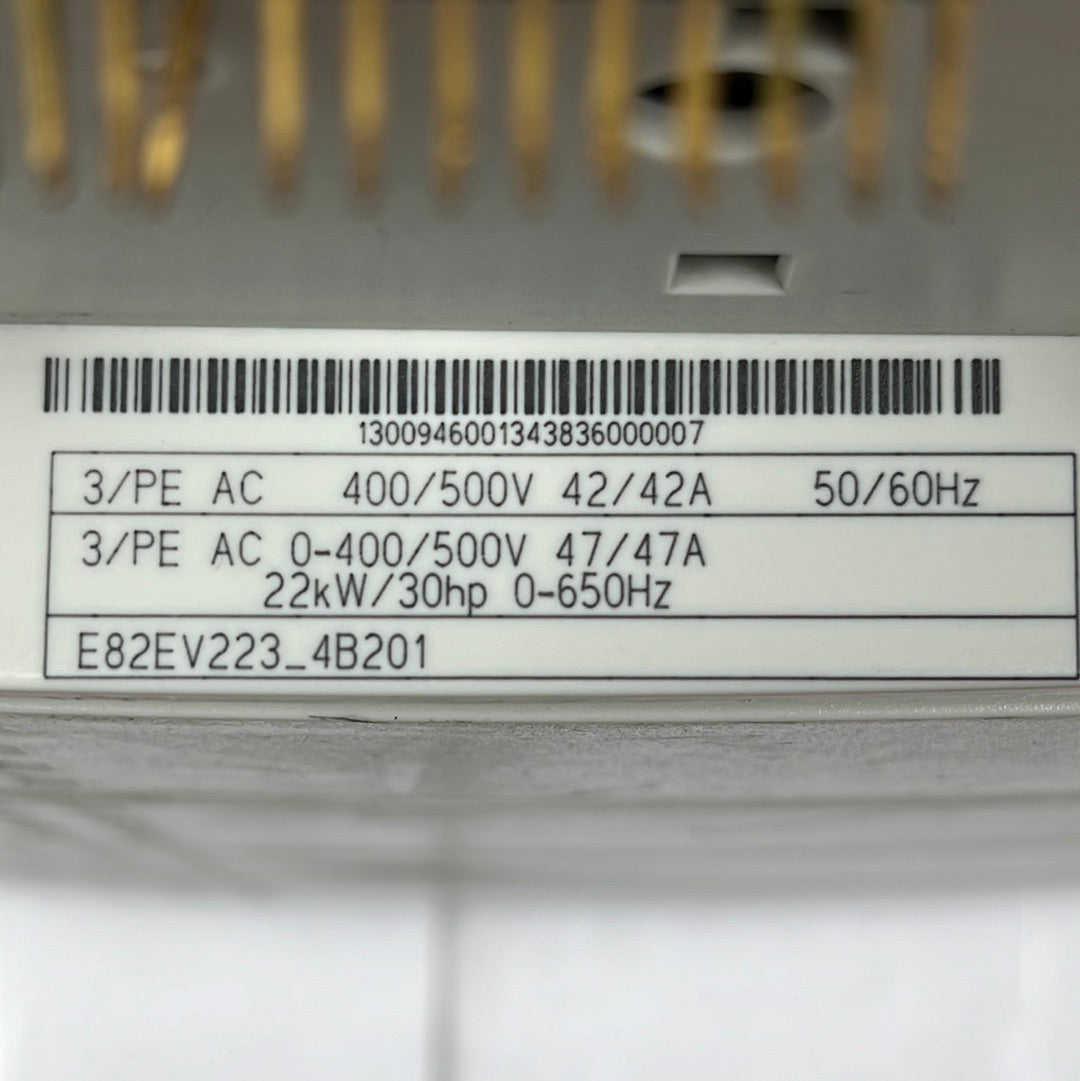 1300946001343836000007
3/PE AC 400/500V 42/42A 50/60Hz
3/PE AC 0-400/500V 47/47A
22kW/30hp 0-650Hz
E82EV223_4B201